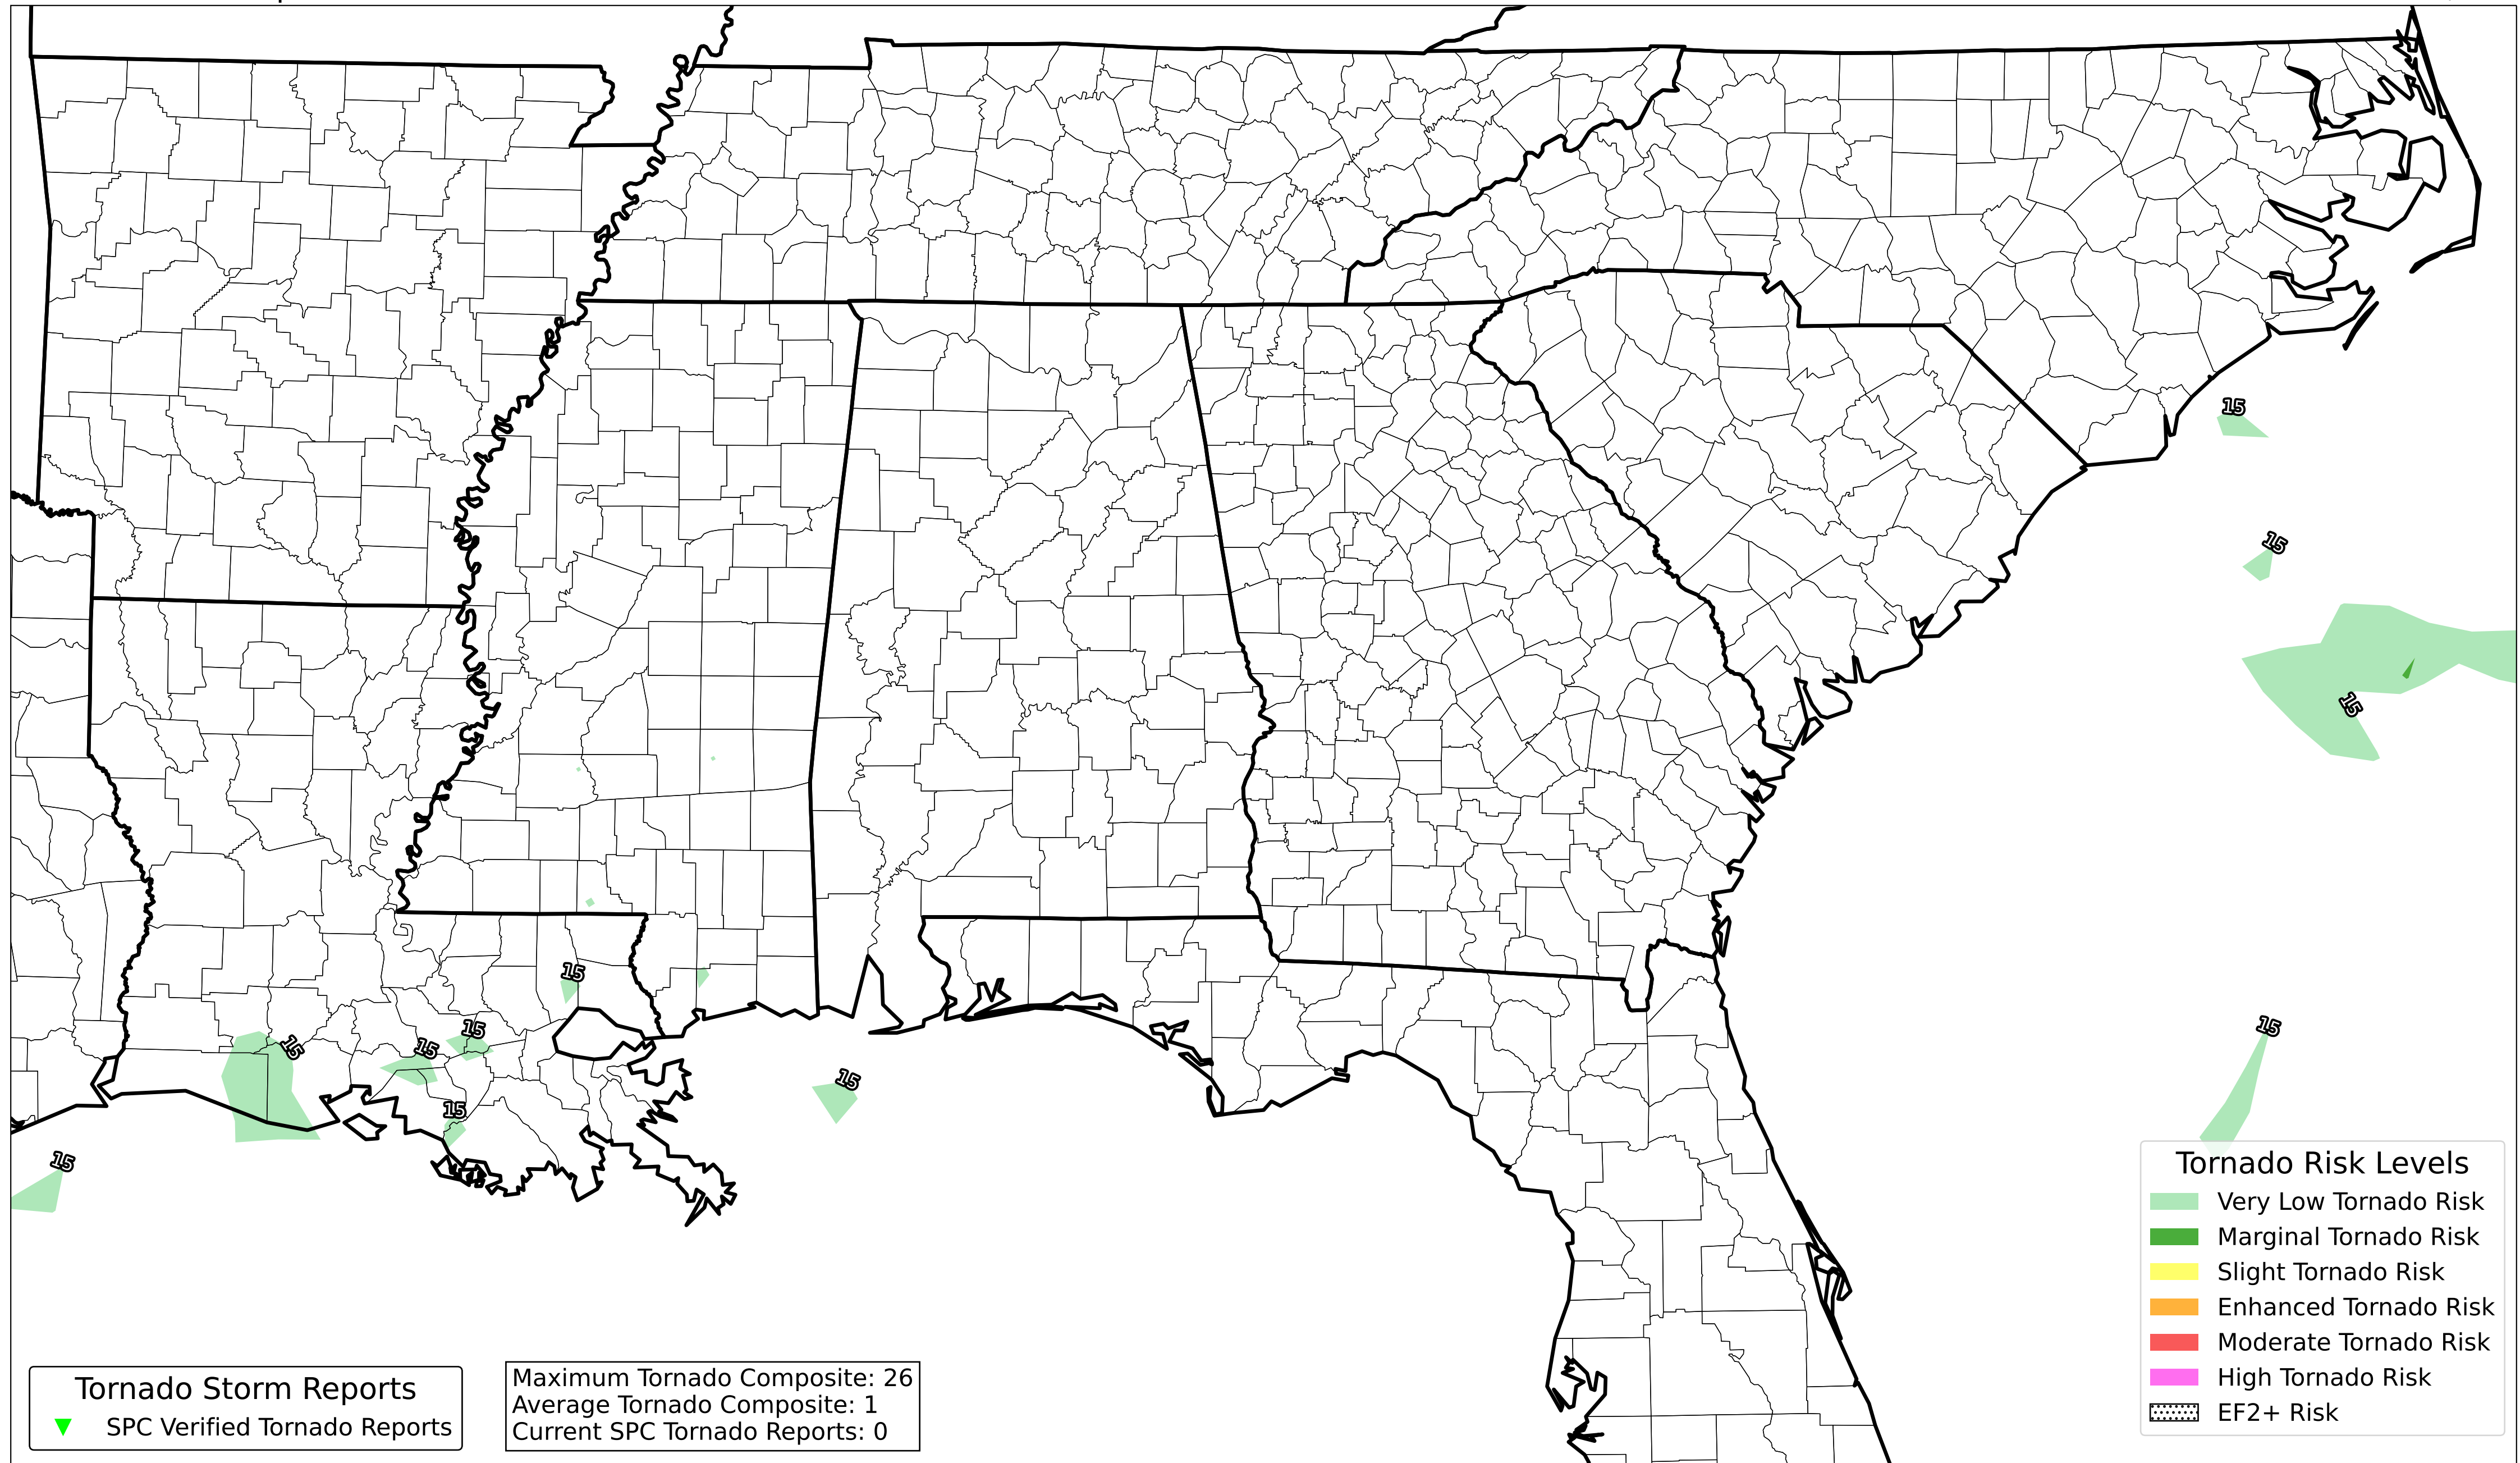 15
15
15
15
15
15
15
15
15
15
15
Tornado Risk Levels
Very Low Tornado Risk
Marginal Tornado Risk
Slight Tornado Risk
Enhanced Tornado Risk
Moderate Tornado Risk
High Tornado Risk
EF2+ Risk
Tornado Storm Reports
SPC Verified Tornado Reports
Maximum Tornado Composite: 26
Average Tornado Composite: 1
Current SPC Tornado Reports: 0